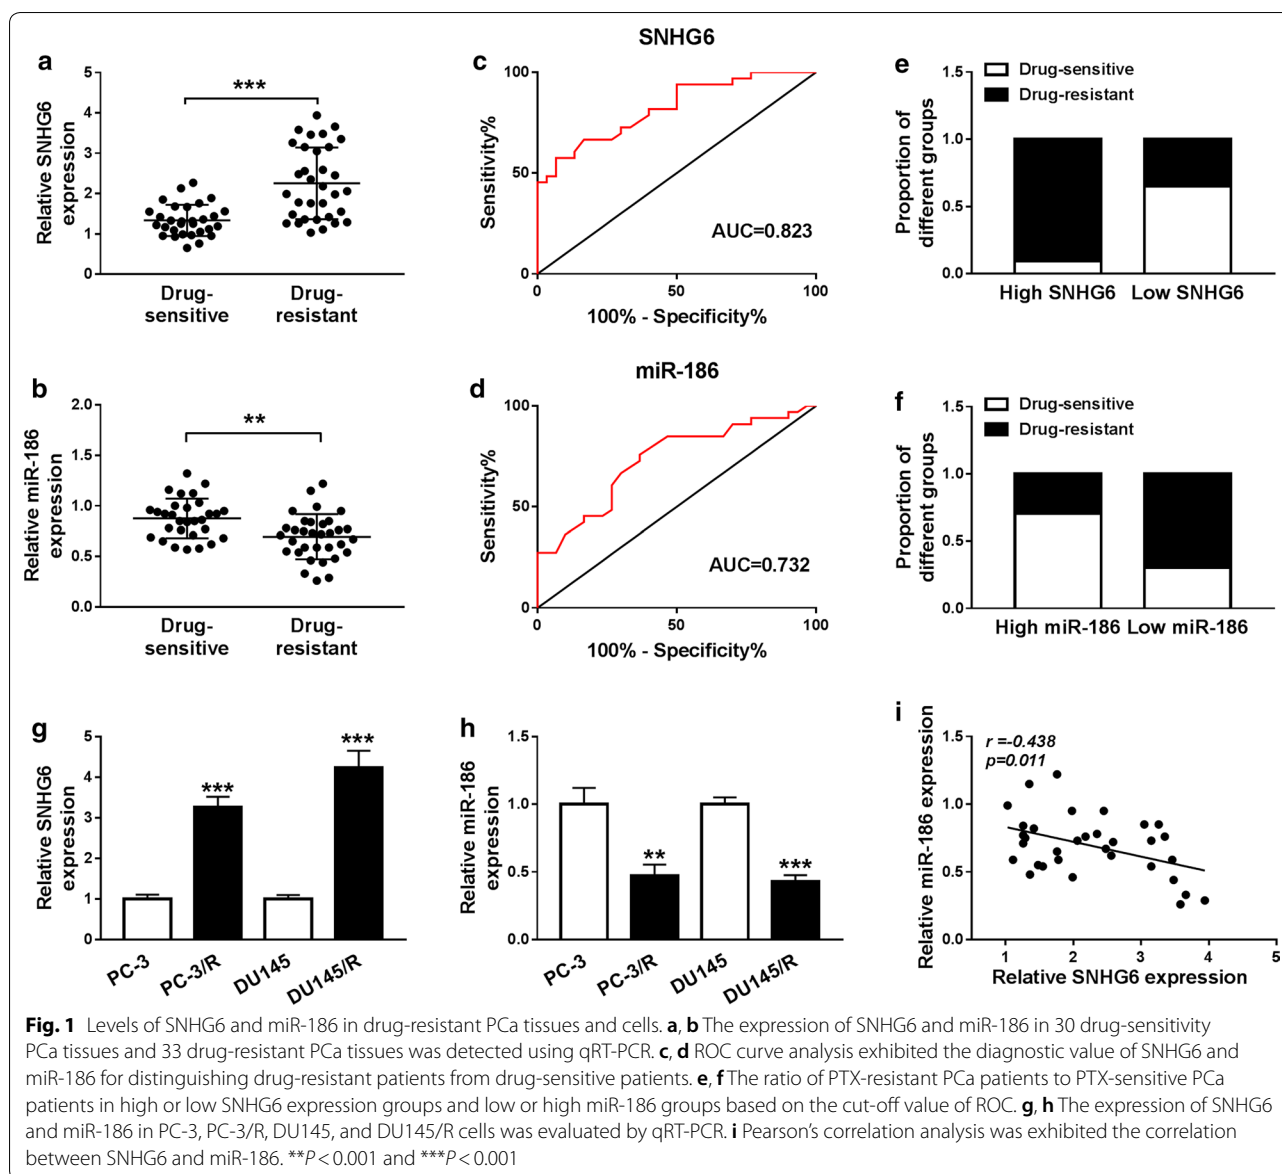 SNHG6
a
Relative SNHG6
expression
5
4
3
2
1
0
***
Drug-
sensitive
Drug-
resistant
c
Sensitivity%
100
50
0
AUC=0.823
0
50
100
100% - Specificity%
e
Drug-sensitive
Drug-resistant
Proportion of
different groups
1.5
1.0
0.5
0.0
High SNHG6
Low SNHG6
b
Relative miR-186
expression
2.0
1.5
1.0
0.5
0.0
**
Drug-
sensitive
Drug-
resistant
miR-186
d
Sensitivity%
100
50
0
AUC=0.732
0
50
100
100% - Specificity%
f
Drug-sensitive
Drug-resistant
Proportion of
different groups
1.5
1.0
0.5
0.0
High miR-186
Low miR-186
g
Relative SNHG6
expression
5
4
3
2
1
0
***
***
PC-3
PC-3/R
DU145
DU145/R
h
Relative miR-186
expression
1.5
1.0
0.5
0.0
**
***
PC-3
PC-3/R
DU145
DU145/R
i
Relative miR-186 expression
1.5
1.0
0.5
0.0
r =-0.438
p=0.011
1
2
3
4
5
Relative SNHG6 expression
Fig. 1 Levels of SNHG6 and miR-186 in drug-resistant PCa tissues and cells. a, b The expression of SNHG6 and miR-186 in 30 drug-sensitivity
PCa tissues and 33 drug-resistant PCa tissues was detected using qRT-PCR. c, d ROC curve analysis exhibited the diagnostic value of SNHG6 and
miR-186 for distinguishing drug-resistant patients from drug-sensitive patients. e, f The ratio of PTX-resistant PCa patients to PTX-sensitive PCa
patients in high or low SNHG6 expression groups and low or high miR-186 groups based on the cut-off value of ROC. g, h The expression of SNHG6
and miR-186 in PC-3, PC-3/R, DU145, and DU145/R cells was evaluated by qRT-PCR. i Pearson's correlation analysis was exhibited the correlation
between SNHG6 and miR-186. **P < 0.001 and ***P < 0.001